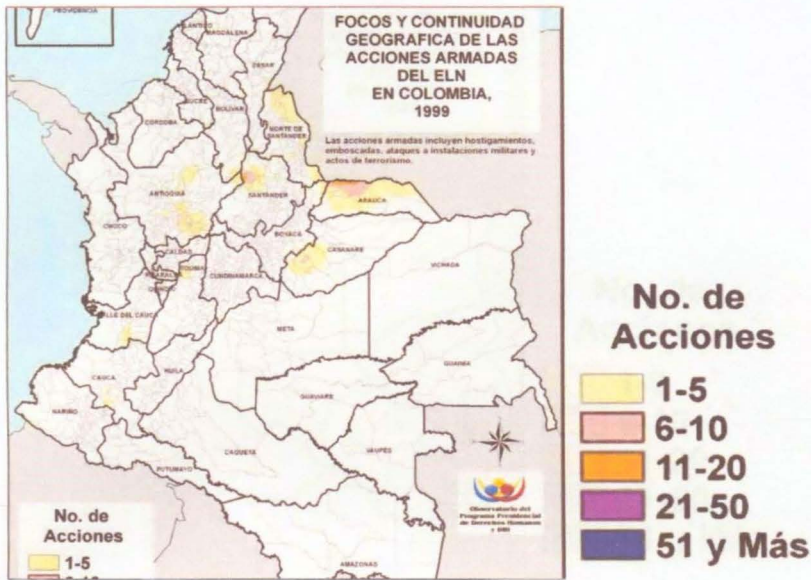 PROVIDENCIA
FOCOS Y CONTINUIDAD
GEOGRAFICA DE LAS
ACCIONES ARMADAS
DEL ELN
EN COLOMBIA,
1999
Las acciones armadas incluyen hostigamientos,
emboscadas, ataques a instalaciones militares y
actos de terrorismo.
MAGDALENA
CESAR
SUCRE
BOLIVAR
CORDOBA
NORTE DE
SANTANDER
ANTIOQUIA
SANTANDER
ARAUCA
CHOCO
BOYACA
CASANARE
CALDAS
CUNDINAMARCA
VICHADA
VALLE DEL CAUCA
META
HUILA
CAUCA
GUAINIA
GUAVIARE
NARIÑO
VAUPES
CAQUETA
PUTUMAYO
AMAZONAS
Observatorio del
Programa Presidencial
de Derechos Humanos
y DIH
No. de
Acciones
1-5
No. de
Acciones
1-5
6-10
11-20
21-50
51 y Más